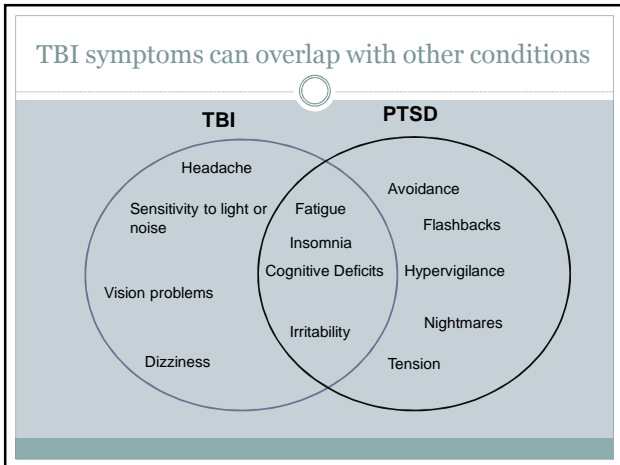 TBI symptoms can overlap with other conditions
TBI
PTSD
Headache
Sensitivity to light or
noise
Vision problems
Dizziness
Fatigue
Insomnia
Cognitive Deficits
Irritability
Avoidance
Flashbacks
Hypervigilance
Nightmares
Tension